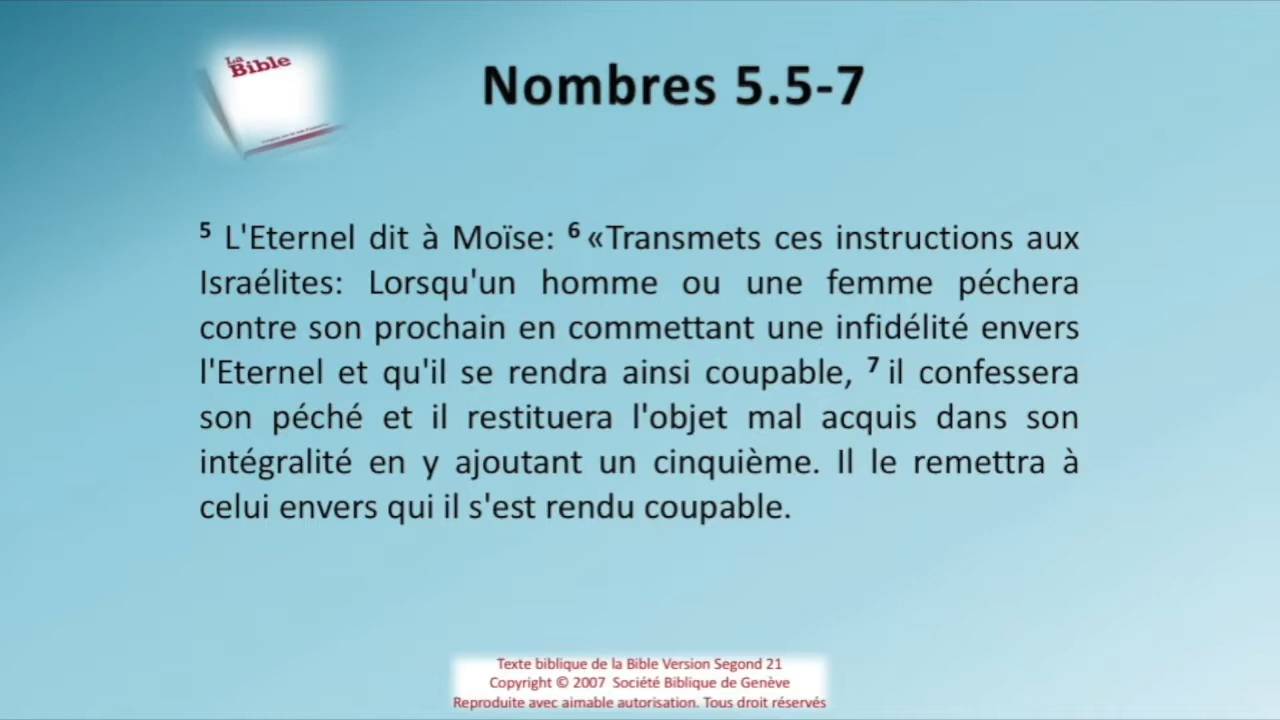 La
Bible
Nombres 5.5-7
5 L'Eternel dit à Moïse: 6 «Transmets ces instructions aux
Israélites: Lorsqu'un homme ou une femme péchera
contre son prochain en commettant une infidélité envers
l'Eternel et qu'il se rendra ainsi coupable, 7 il confessera
son péché et il restituera l'objet mal acquis dans son
intégralité en y ajoutant un cinquième. Il le remettra à
celui envers qui il s'est rendu coupable.
Texte biblique de la Bible Version Segond 21
Copyright © 2007 Société Biblique de Genève
Reproduite avec aimable autorisation. Tous droit réservés